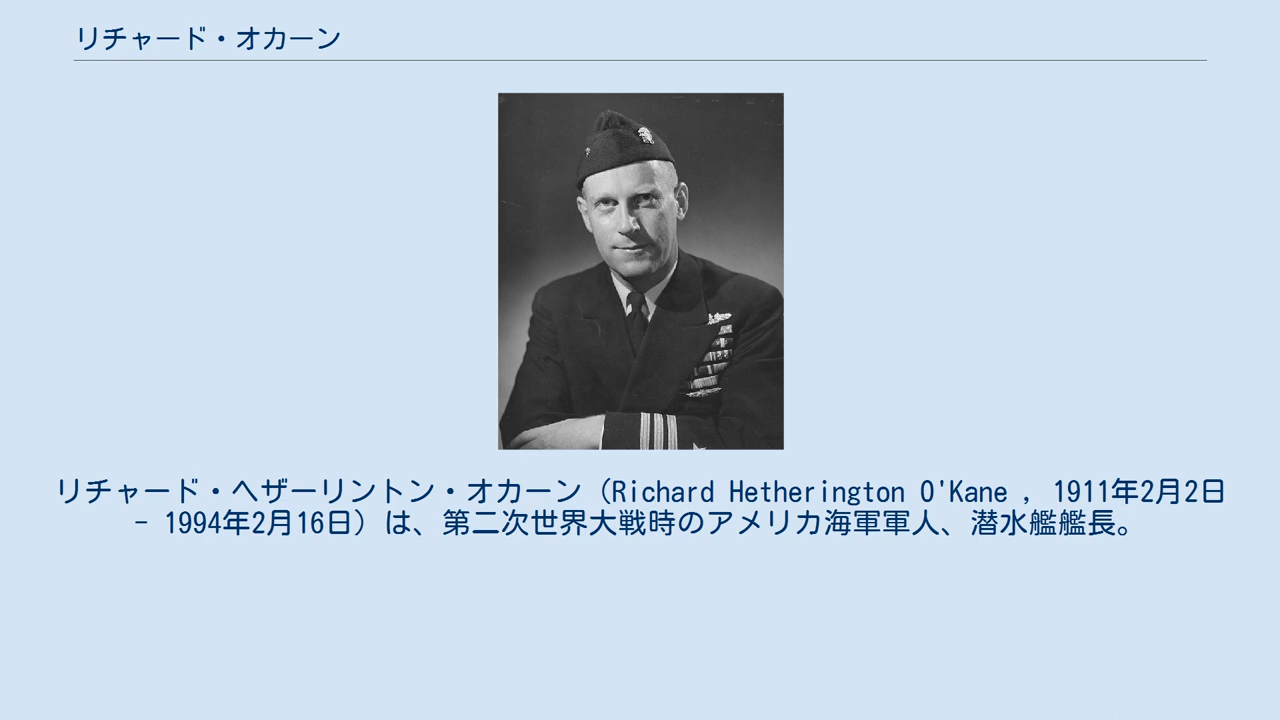 リチャード・オカーン
リチャード・ヘザーリントン・オカーン（Richard Hetherington O'Kane , 1911年2月2日
- 1994年2月16日）は、第二次世界大戦時のアメリカ海軍軍人、潜水艦艦長。